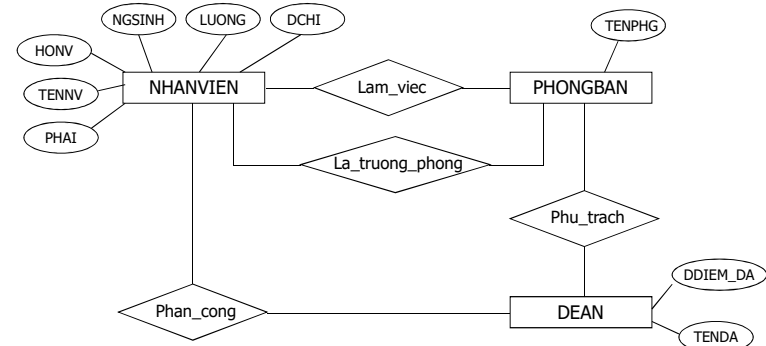 NGSINH
LUONG
DCHI
TENPHG
HONV
NHANVIEN
Lam_viec
PHONGBAN
TENNV
PHAI
La_truong_phong
Phu_trach
DDIEM_DA
Phan_cong
DEAN
TENDA